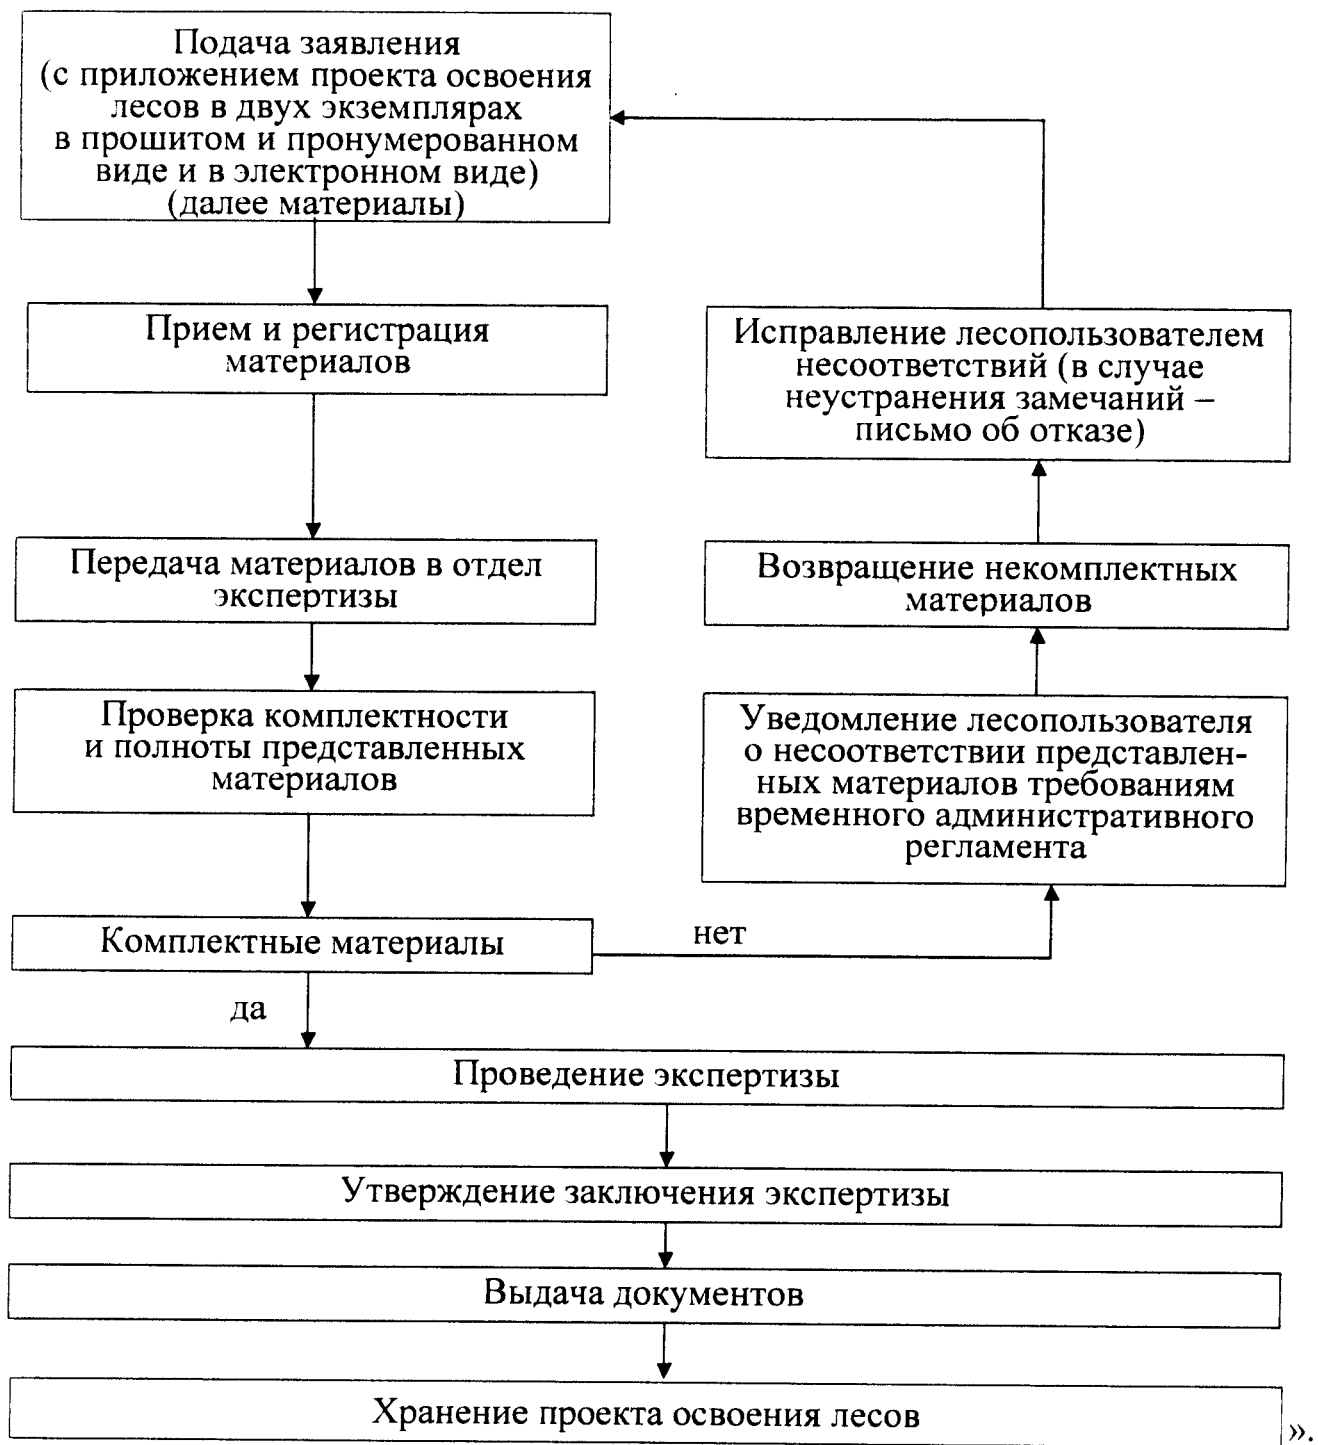 Подача заявления
(с приложением проекта освоения
лесов в двух экземплярах
в прошитом и пронумерованном
виде и в электронном виде)
(далее материалы)
Прием и регистрация
материалов
Исправление лесопользователем
несоответствий (в случае
неустранения замечаний –
письмо об отказе)
Передача материалов в отдел
экспертизы
Возвращение некомплектных
материалов
Проверка комплектности
и полноты представленных
материалов
Уведомление лесопользователя
о несоответствии представлен-
ных материалов требованиям
временного административного
регламента
Комплектные материалы
нет
да
Проведение экспертизы
Утверждение заключения экспертизы
Выдача документов
Хранение проекта освоения лесов
».